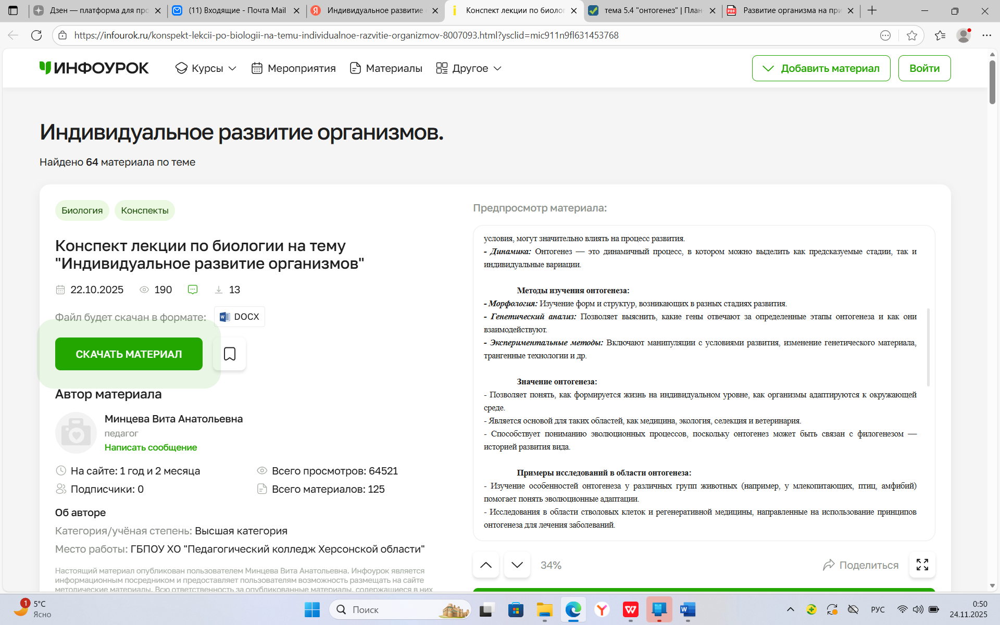 Дзен — платформа для про
(11) Входящие - Почта Mail
Индивидуальное развитие
Конспект лекции по биолог
тема 5.4 "онтогенез" | План
Развитие организма на при
https://infourok.ru/konspekt-lekcii-po-biologii-na-temu-individualnoe-razvitie-organizmov-8007093.html?ysclid=mic911n9fl631453768
ИНФОУРОК
Курсы
Мероприятия
Материалы
Другое
Добавить материал
Войти
Индивидуальное развитие организмов.
Найдено 64 материала по теме
Биология
Конспекты
Конспект лекции по биологии на тему
"Индивидуальное развитие организмов"
22.10.2025
190
13
Файл будет скачан в формате:
DOCX
СКАЧАТЬ МАТЕРИАЛ
Автор материала
Минцева Вита Анатольевна
педагог
Написать сообщение
На сайте: 1 год и 2 месяца
Всего просмотров: 64521
Подписчики: 0
Всего материалов: 125
Об авторе
Категория/учёная степень: Высшая категория
Место работы: ГБПОУ ХО "Педагогический колледж Херсонской области"
Настоящий материал опубликован пользователем Минцева Вита Анатольевна. Инфоурок является
информационным посредником и предоставляет пользователям возможность размещать на сайте
методические материалы. Всю ответственность за опубликованные материалы, содержащиеся в них
Предпросмотр материала:
условия, могут значительно влиять на процесс развития.
- Динамика: Онтогенез — это динамичный процесс, в котором можно выделить как предсказуемые стадии, так и
индивидуальные вариации.
Методы изучения онтогенеза:
- Морфология: Изучение форм и структур, возникающих в разных стадиях развития.
- Генетический анализ: Позволяет выяснить, какие гены отвечают за определенные этапы онтогенеза и как они
взаимодействуют.
- Экспериментальные методы: Включают манипуляции с условиями развития, изменение генетического материала,
трангенные технологии и др.
Значение онтогенеза:
- Позволяет понять, как формируется жизнь на индивидуальном уровне, как организмы адаптируются к окружающей
среде.
- Является основой для таких областей, как медицина, экология, селекция и ветеринария.
- Способствует пониманию эволюционных процессов, поскольку онтогенез может быть связан с филогенезом —
историей развития вида.
Примеры исследований в области онтогенеза:
- Изучение особенностей онтогенеза у различных групп животных (например, у млекопитающих, птиц, амфибий)
помогает понять эволюционные адаптации.
- Исследования в области стволовых клеток и регенеративной медицины, направленные на использование принципов
онтогенеза для лечения заболеваний.
34%
Поделиться
1
5°C
Ясно
Поиск
РУС
0:50
24.11.2025